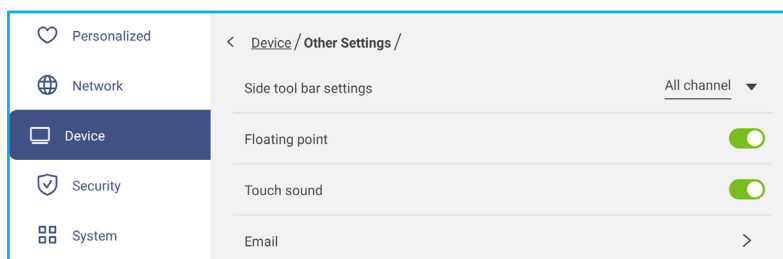 Personalized
Network
Device
Security
System
Device / Other Settings /
Side tool bar settings
All channel
Floating point
Touch sound
Email